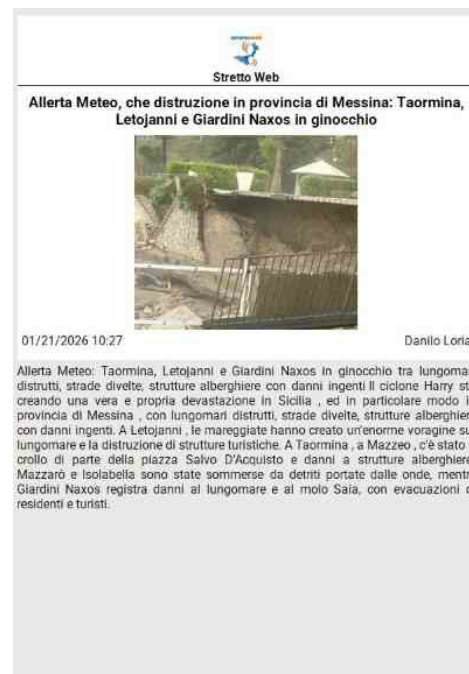 Stretto Web
Allerta Meteo, che distruzione in provincia di Messina: Taormina,
Letojanni e Giardini Naxos in ginocchio
01/21/2026 10:27
Danilo Loria
Allerta Meteo: Taormina, Letojanni e Giardini Naxos in ginocchio tra lungomar
distrutti, strade divelte, strutture alberghiere con danni ingenti Il ciclone Harry st
creando una vera e propria devastazione in Sicilia , ed in particolare modo i
provincia di Messina , con lungomari distrutti, strade divelte, strutture alberghier
con danni ingenti. A Letojanni , le mareggiate hanno creato un'enorme voragine su
lungomare e la distruzione di strutture turistiche. A Taormina , a Mazzeo , c'è stato
crollo di parte della piazza Salvo D'Acquisto e danni a strutture alberghiere
Mazzarò e Isolabella sono state sommerse da detriti portate dalle onde, mentr
Giardini Naxos registra danni al lungomare e al molo Saia, con evacuazioni d
residenti e turisti.